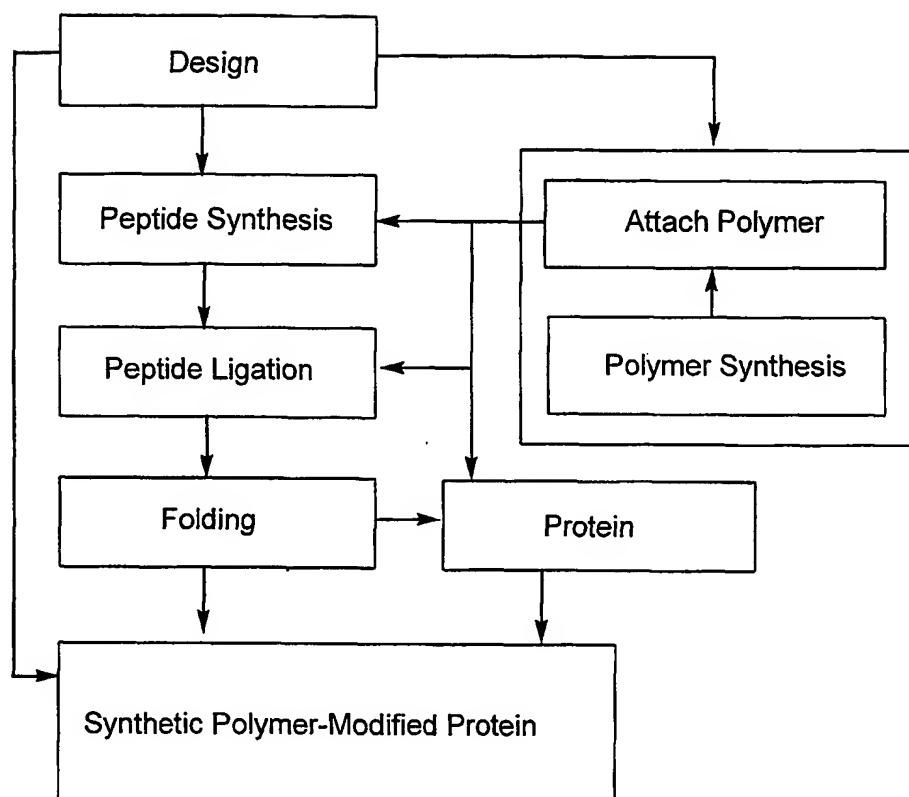 Design
Peptide Synthesis
Attach Polymer
Peptide Ligation
Polymer Synthesis
Folding
Protein
Synthetic Polymer-Modified Protein